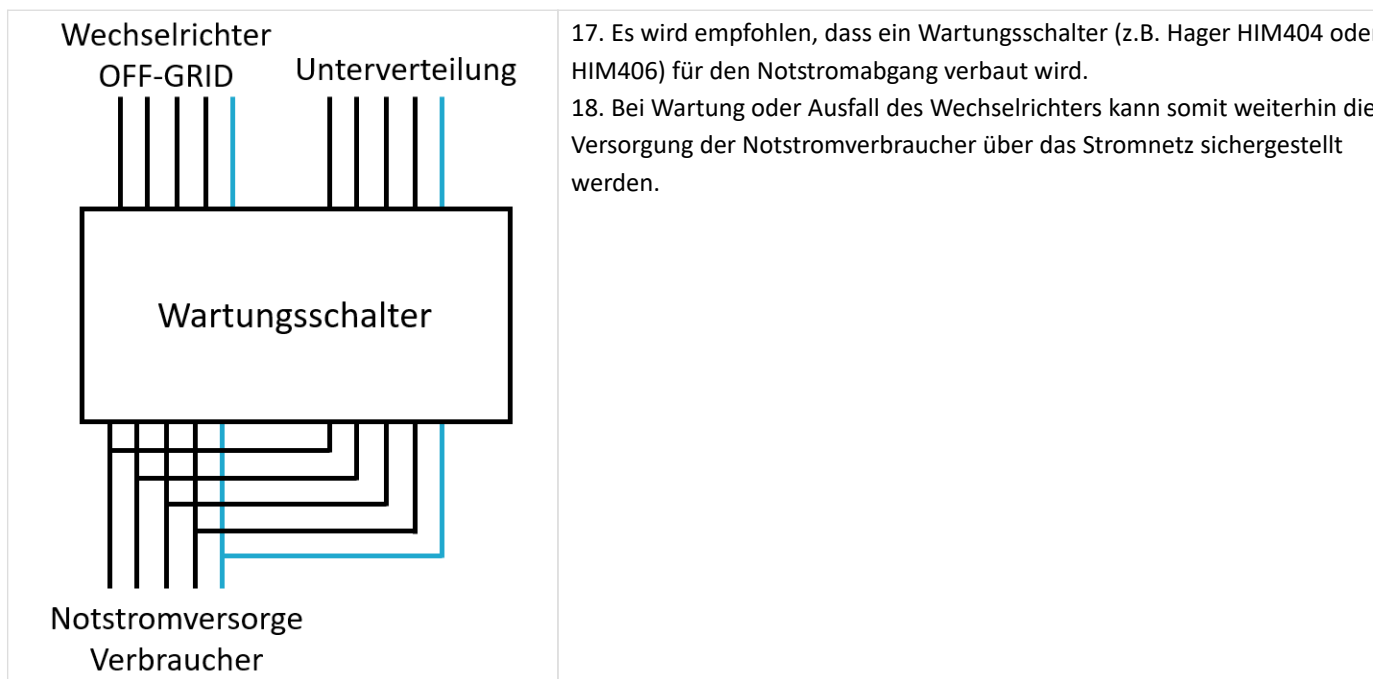 Wechselrichter
OFF-GRID
Unterverteilung
Wartungsschalter
Notstromversorge
Verbraucher
17. Es wird empfohlen, dass ein Wartungsschalter (z.B. Hager HIM404 oder
HIM406) für den Notstromabgang verbaut wird.
18. Bei Wartung oder Ausfall des Wechselrichters kann somit weiterhin die
Versorgung der Notstromverbraucher über das Stromnetz sichergestellt
werden.